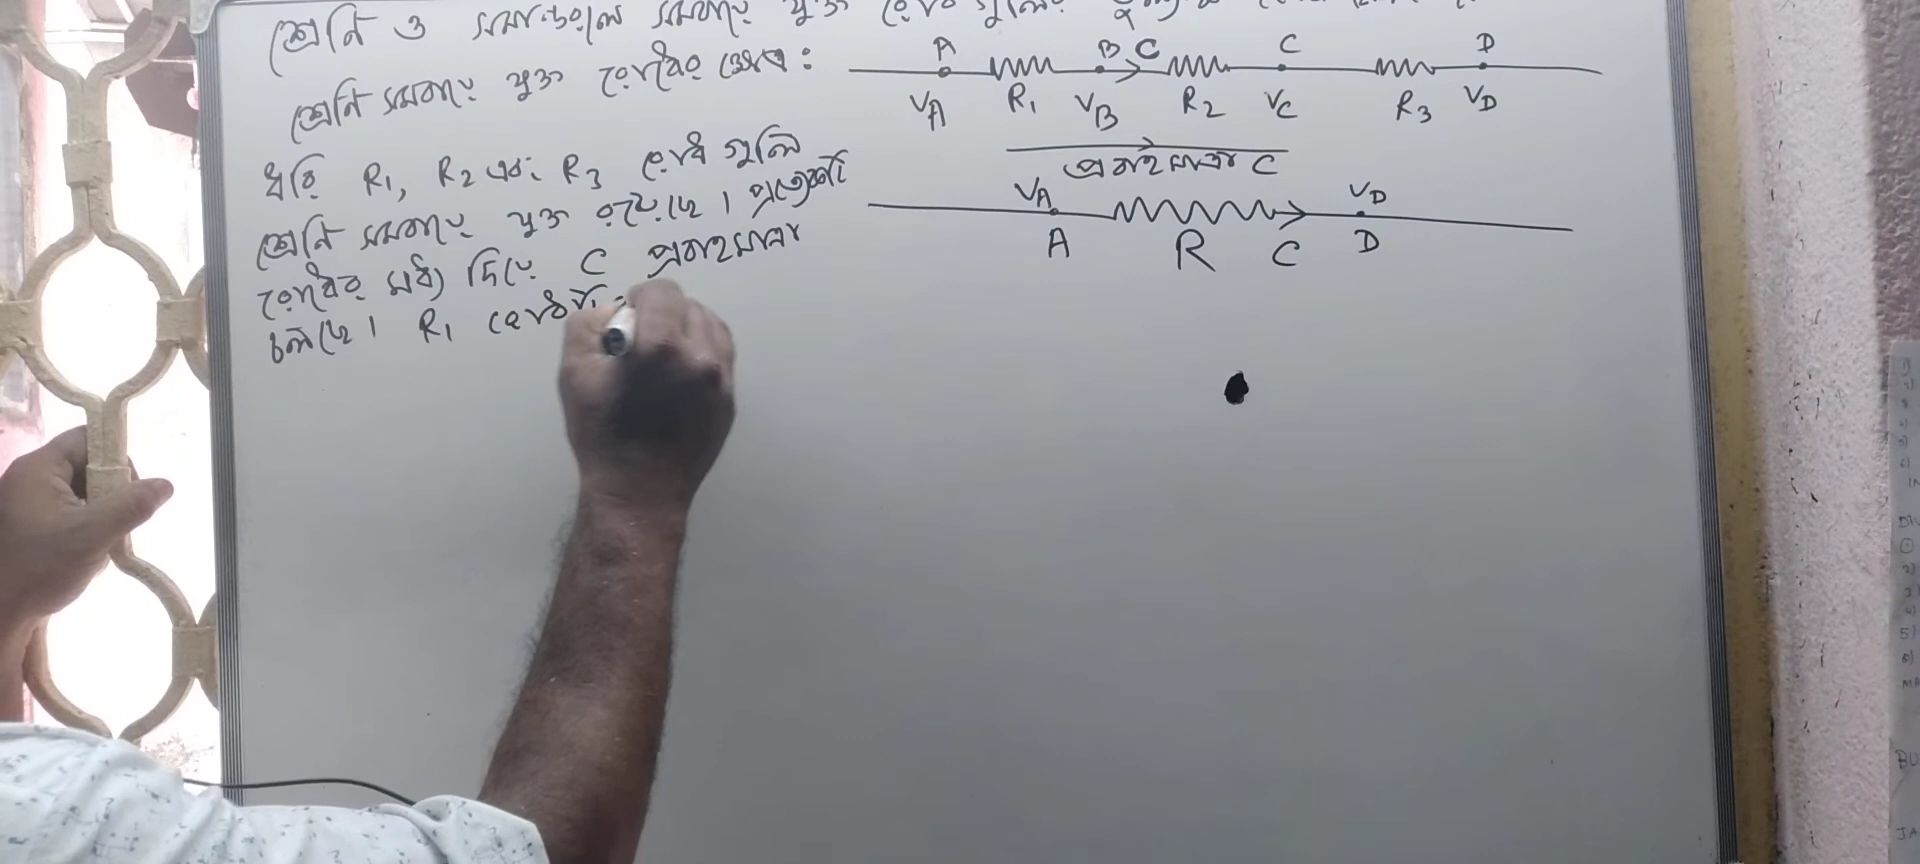 শ্রেনি ও সমান্তরাল সমবায়ে যুক্ত রোধ গুলির
শ্রেনি সমবায়ে যুক্ত রোধের ক্ষেত্রে :
A B C C D
VA R1 VB R2 VC R3 VD
প্রবাহমাত্রা C
VA VD
A R C D
ধরি R1, R2 এবং R3 রোধ গুলি
শ্রেনি সমবায়ে যুক্ত রয়েছে । প্রত্যেকটি
রোধের মধ্য দিয়ে C প্রবাহমাত্রা
চলছে । R1 রোধটি